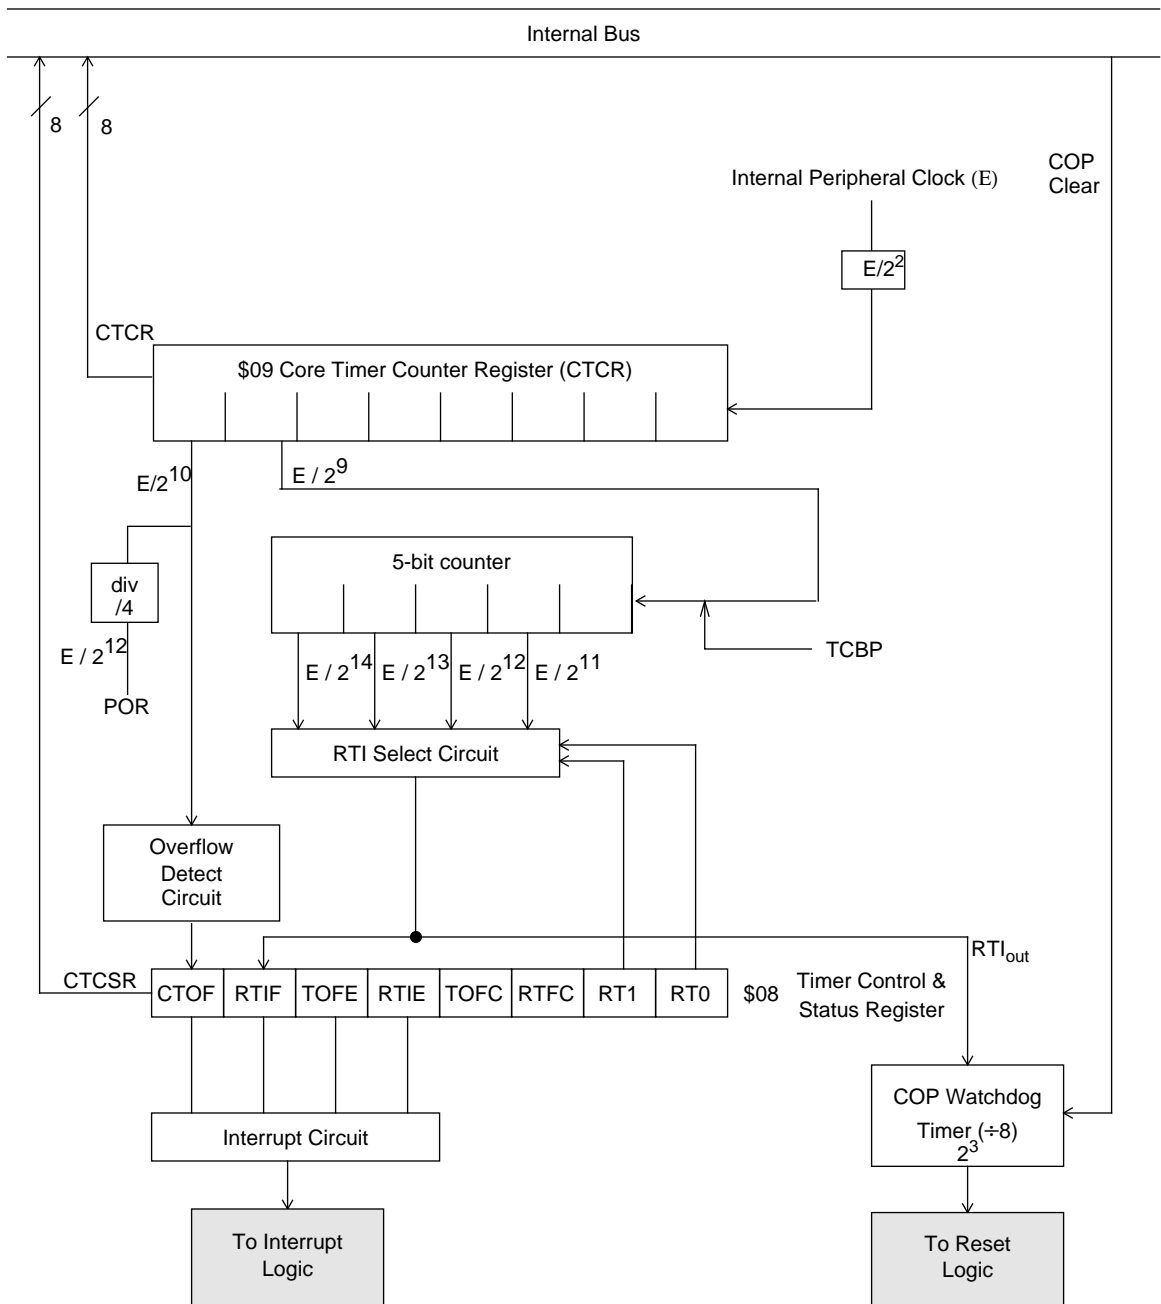 Internal Bus
8
8
COP
Clear
Internal Peripheral Clock (E)
E/2²
CTCR
$09 Core Timer Counter Register (CTCR)
E/2¹⁰
E / 2⁹
5-bit counter
div
/4
E / 2¹²
POR
TCBP
E / 2¹⁴
E / 2¹³
E / 2¹²
E / 2¹¹
RTI Select Circuit
Overflow
Detect
Circuit
RTIout
CTCSR
CTOF RTIF TOFE RTIE TOFC RTFC RT1 RT0
$08
Timer Control &
Status Register
COP Watchdog
Timer (÷8)
2³
Interrupt Circuit
To Interrupt
Logic
To Reset
Logic